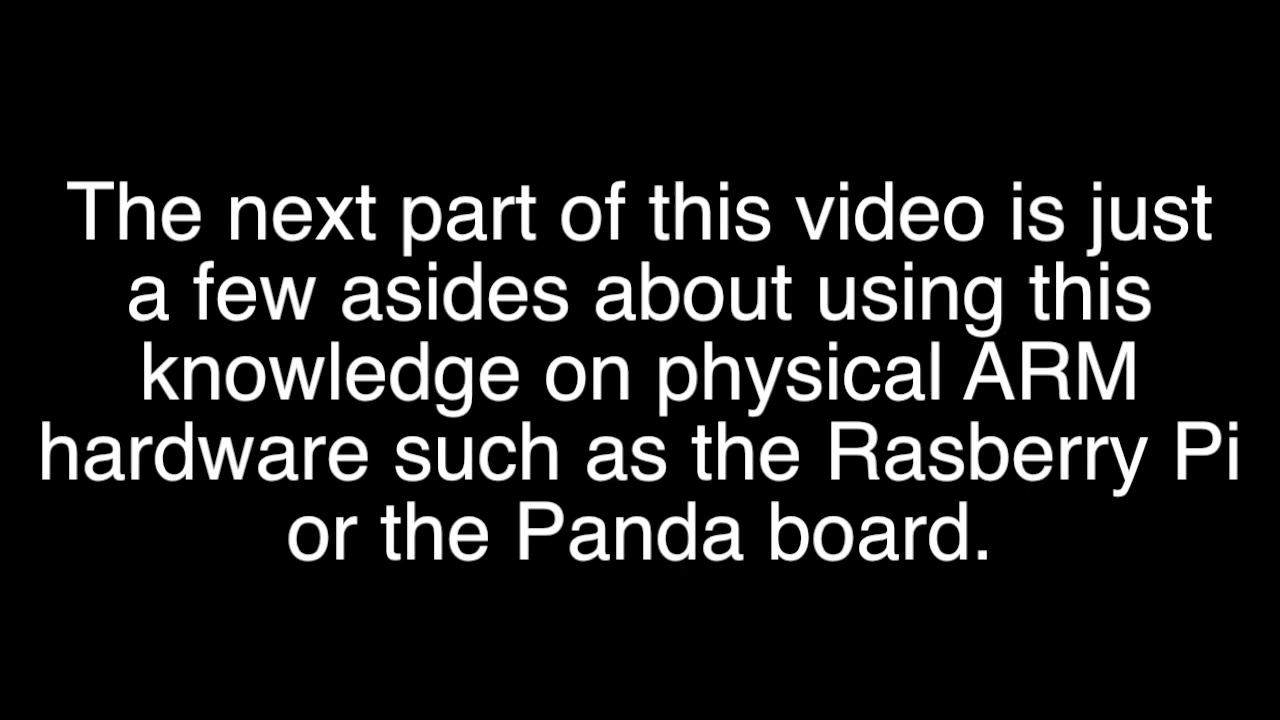 The next part of this video is just
a few asides about using this
knowledge on physical ARM
hardware such as the Rasberry Pi
or the Panda board.